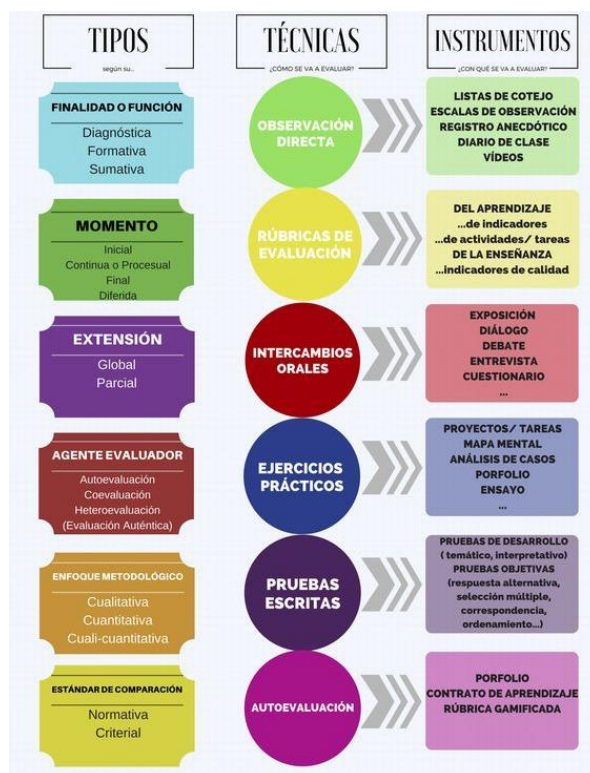 TIPOS
según su..
FINALIDAD O FUNCIÓN
Diagnóstica
Formativa
Sumativa
MOMENTO
Inicial
Continua o Procesual
Final
Diferida
EXTENSIÓN
Global
Parcial
AGENTE EVALUADOR
Autoevaluación
Coevaluación
Heteroevaluación
(Evaluación Auténtica)
ENFOQUE METODOLÓGICO
Cualitativa
Cuantitativa
Cuali-cuantitativa
ESTÁNDAR DE COMPARACIÓN
Normativa
Criterial
TÉCNICAS
¿CÓMO SE VA A EVALUAR?
OBSERVACIÓN
DIRECTA
RÚBRICAS DE
EVALUACIÓN
INTERCAMBIOS
ORALES
EJERCICIOS
PRÁCTICOS
PRUEBAS
ESCRITAS
AUTOEVALUACIÓN
INSTRUMENTOS
¿CON QUÉ SE VA A EVALUAR?
LISTAS DE COTEJO
ESCALAS DE OBSERVACIÓN
REGISTRO ANECDÓTICO
DIARIO DE CLASE
VÍDEOS
DEL APRENDIZAJE
...de indicadores
...de actividades/ tareas
DE LA ENSEÑANZA
...indicadores de calidad
EXPOSICIÓN
DIÁLOGO
DEBATE
ENTREVISTA
CUESTIONARIO
...
PROYECTOS/ TAREAS
MAPA MENTAL
ANÁLISIS DE CASOS
PORFOLIO
ENSAYO
...
PRUEBAS DE DESARROLLO
( temático, interpretativo)
PRUEBAS OBJETIVAS
(respuesta alternativa,
selección múltiple,
correspondencia,
ordenamiento...)
PORFOLIO
CONTRATO DE APRENDIZAJE
RÚBRICA GAMIFICADA